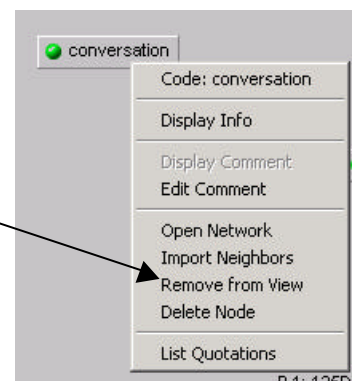 conversation
Code: conversation
Display Info
Display Comment
Edit Comment
Open Network
Import Neighbors
Remove from View
Delete Node
List Quotations